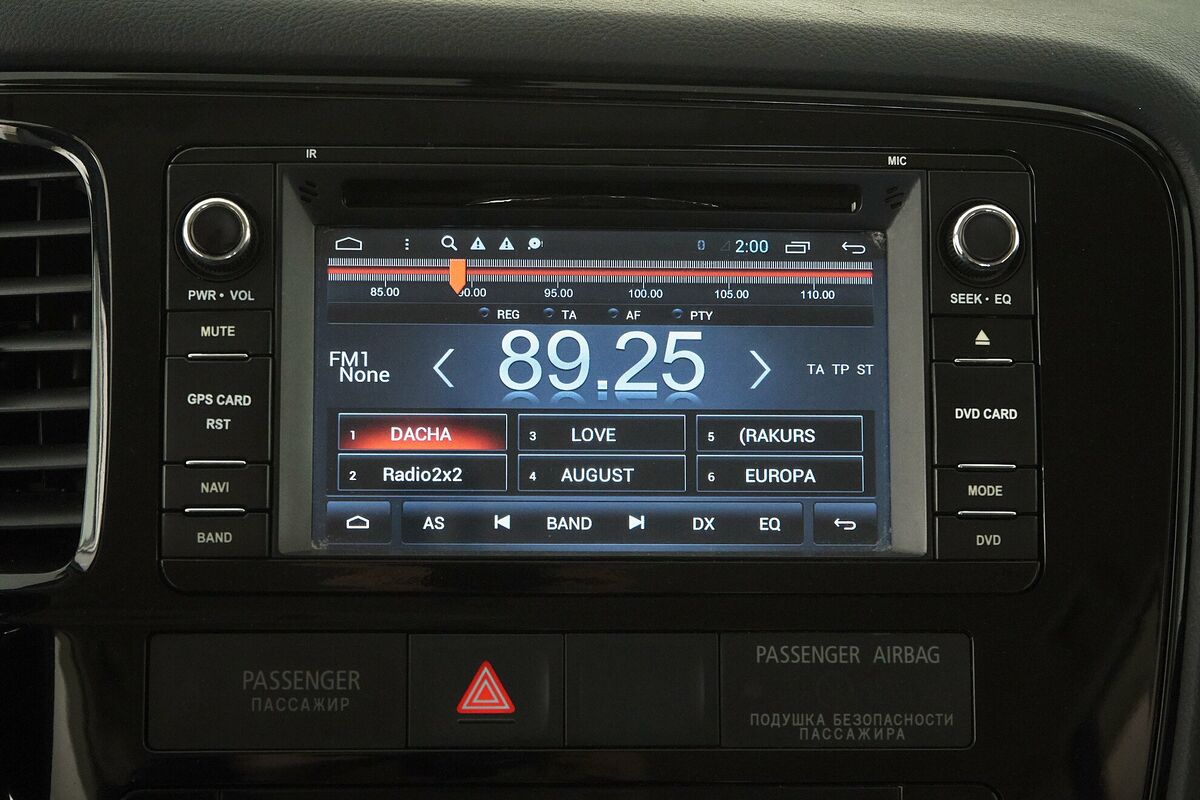 IR
MIC
2:00
PWR • VOL
SEEK • EQ
85.00 90.00 95.00 100.00 105.00 110.00
REG TA AF PTY
MUTE
FM1
None
89.25
TA TP ST
GPS CARD
RST
DVD CARD
1 DACHA
3 LOVE
5 (RAKURS
2 Radio2x2
4 AUGUST
6 EUROPA
NAVI
MODE
AS BAND DX EQ
BAND
DVD
PASSENGER
ПАССАЖИР
PASSENGER AIRBAG
ПОДУШКА БЕЗОПАСНОСТИ
ПАССАЖИРА